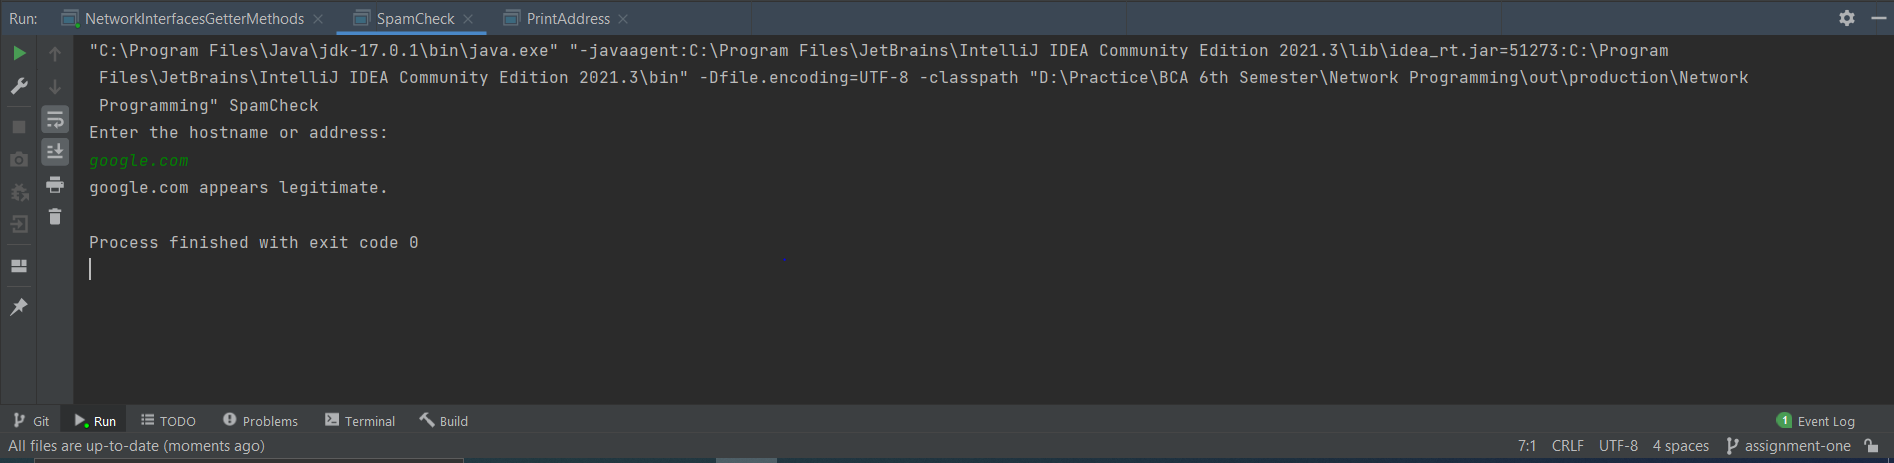 Run: NetworkInterfacesGetterMethods SpamCheck PrintAddress
"C:\Program Files\Java\jdk-17.0.1\bin\java.exe" "-javaagent:C:\Program Files\JetBrains\IntelliJ IDEA Community Edition 2021.3\lib\idea_rt.jar=51273:C:\Program
Files\JetBrains\IntelliJ IDEA Community Edition 2021.3\bin" -Dfile.encoding=UTF-8 -classpath "D:\Practice\BCA 6th Semester\Network Programming\out\production\Network
Programming" SpamCheck
Enter the hostname or address:
google.com
google.com appears legitimate.
Process finished with exit code 0
Git Run TODO Problems Terminal Build 1 Event Log
All files are up-to-date (moments ago) 7:1 CRLF UTF-8 4 spaces assignment-one